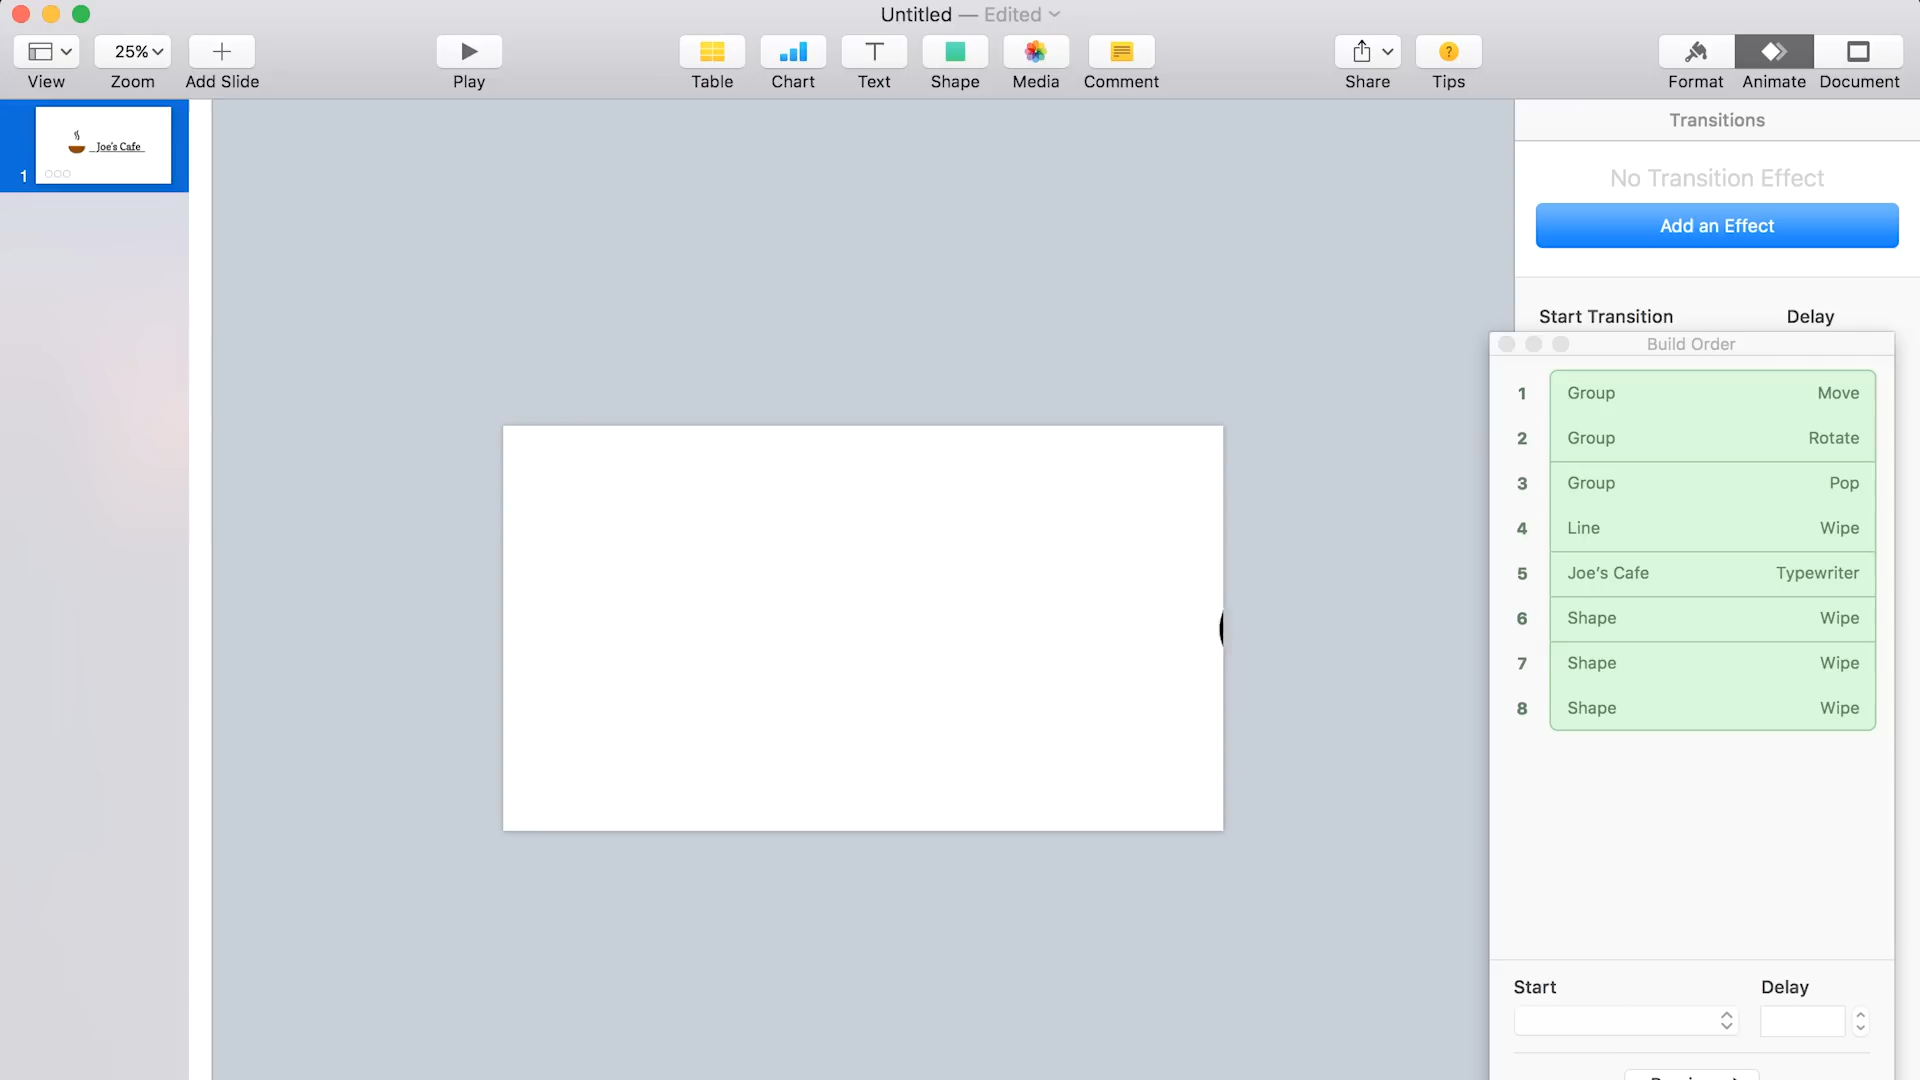 Untitled — Edited
25%
View
Zoom
Add Slide
Play
Table
Chart
Text
Shape
Media
Comment
Share
Tips
Format
Animate
Document
Joe's Cafe
1
Transitions
No Transition Effect
Add an Effect
Start Transition
Delay
Build Order
1 Group Move
2 Group Rotate
3 Group Pop
4 Line Wipe
5 Joe's Cafe Typewriter
6 Shape Wipe
7 Shape Wipe
8 Shape Wipe
Start
Delay